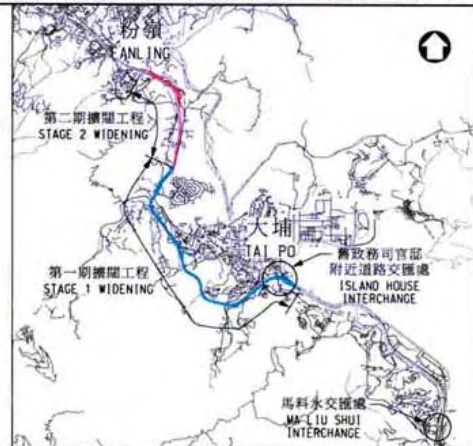 粉嶺
FANLING
第二期擴闊工程
STAGE 2 WIDENING
大埔
TAI PO
舊政務司官邸
附近道路交匯處
ISLAND HOUSE
INTERCHANGE
第一期擴闊工程
STAGE 1 WIDENING
馬料水交匯處
MA LIU SHUI
INTERCHANGE